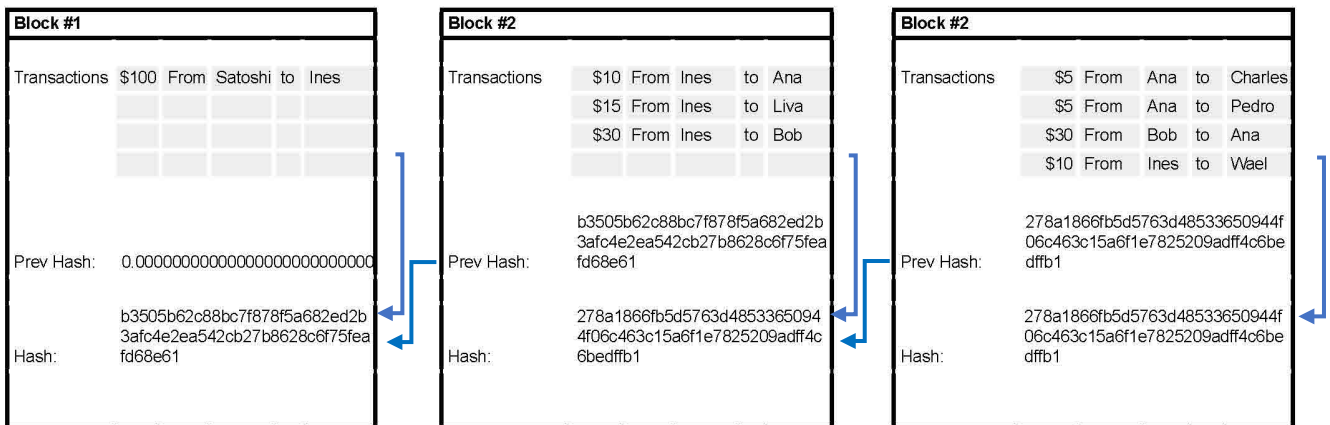 Block #1
Transactions $100 From Satoshi to Ines
Prev Hash: 0.00000000000000000000000000
b3505b62c88bc7f878f5a682ed2b
3afc4e2ea542cb27b8628c6f75fea
Hash: fd68e61
Block #2
Transactions $10 From Ines to Ana
$15 From Ines to Liva
$30 From Ines to Bob
b3505b62c88bc7f878f5a682ed2b
3afc4e2ea542cb27b8628c6f75fea
Prev Hash: fd68e61
278a1866fb5d5763d4853365094
4f06c463c15a6f1e7825209adff4c
Hash: 6bedffb1
Block #2
Transactions $5 From Ana to Charles
$5 From Ana to Pedro
$30 From Bob to Ana
$10 From Ines to Wael
278a1866fb5d5763d48533650944f
06c463c15a6f1e7825209adff4c6be
Prev Hash: dffb1
278a1866fb5d5763d48533650944f
06c463c15a6f1e7825209adff4c6be
Hash: dffb1